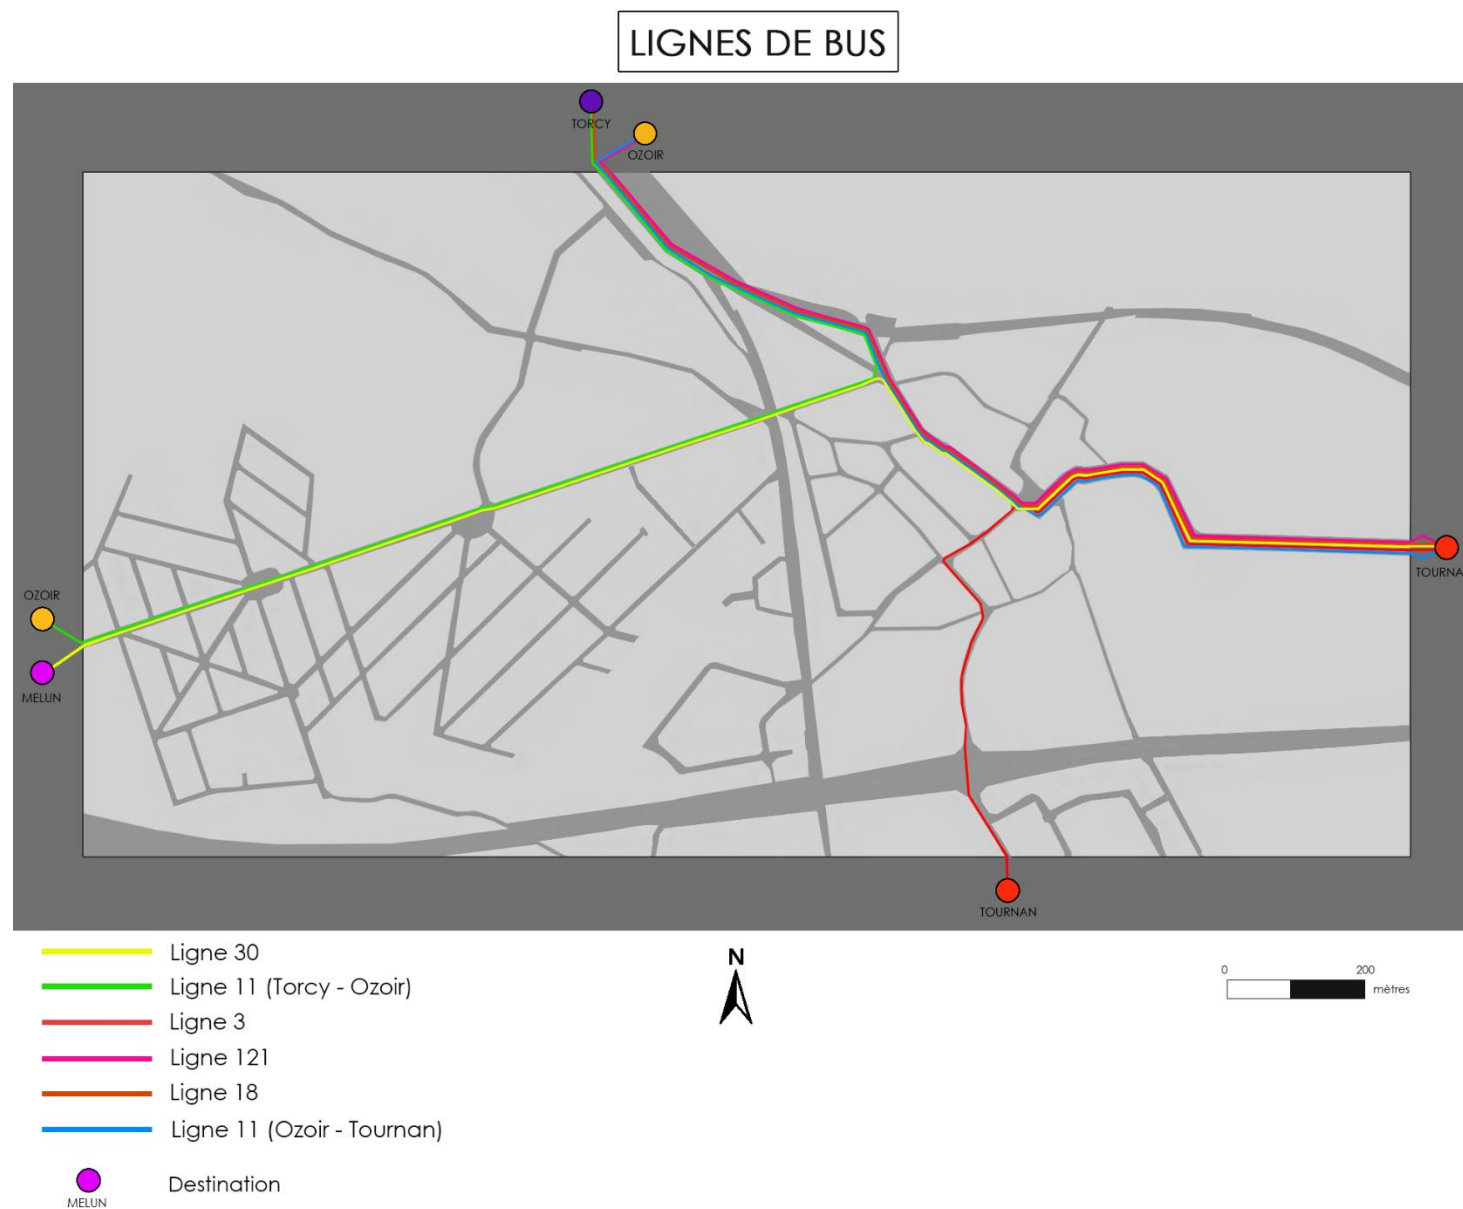 LIGNES DE BUS
TORCY
OZOIR
TOURNA
OZOIR
MELUN
TOURNAN
Ligne 30
Ligne 11 (Torcy - Ozoir)
Ligne 3
Ligne 121
Ligne 18
Ligne 11 (Ozoir - Tournan)
MELUN
Destination
N
0 200
mètres